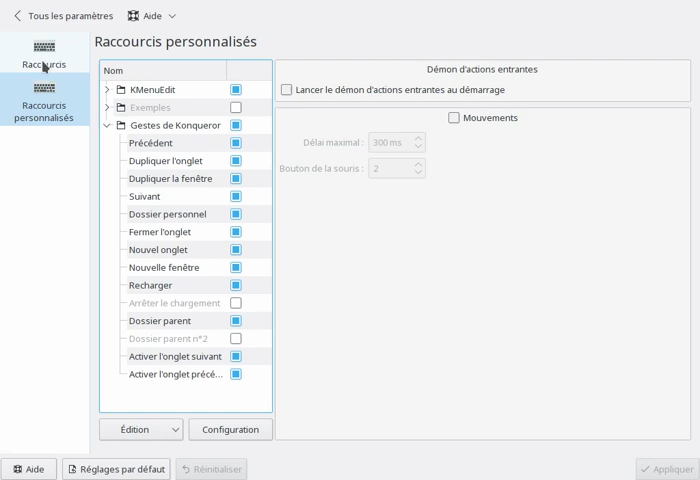 Tous les paramètres
Aide
Raccourcis
Raccourcis
personnalisés
Raccourcis personnalisés
Nom
KMenuEdit
Exemples
Gestes de Konqueror
Précédent
Dupliquer l'onglet
Dupliquer la fenêtre
Suivant
Dossier personnel
Fermer l'onglet
Nouvel onglet
Nouvelle fenêtre
Recharger
Arrêter le chargement
Dossier parent
Dossier parent n°2
Activer l'onglet suivant
Activer l'onglet précé...
Édition
Configuration
Démon d'actions entrantes
Lancer le démon d'actions entrantes au démarrage
Mouvements
Délai maximal : 300 ms
Bouton de la souris : 2
Aide
Réglages par défaut
Réinitialiser
Appliquer